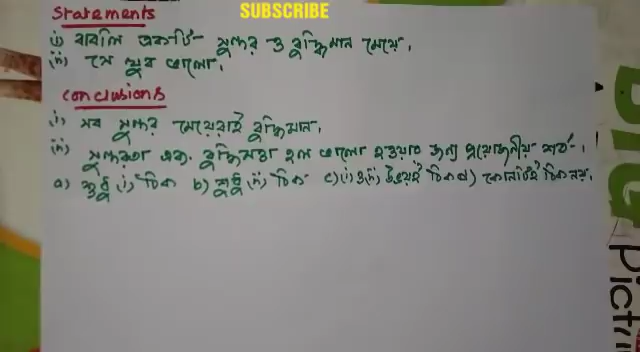 SUBSCRIBE
Statements
(i) বাবলি একটি সুন্দর ও বুদ্ধিমান মেয়ে।
(ii) সে খুব ভালো।
Conclusions
(i) সব সুন্দর মেয়েরাই বুদ্ধিমান।
(ii) সুন্দরতা এবং বুদ্ধিমত্তা হল ভালো হওয়ার জন্য প্রয়োজনীয় শর্ত।
a) শুধু (i) ঠিক b) শুধু (ii) ঠিক c) (i) ও (ii) উভয়ই ঠিক d) কোনটিই ঠিক নয়।